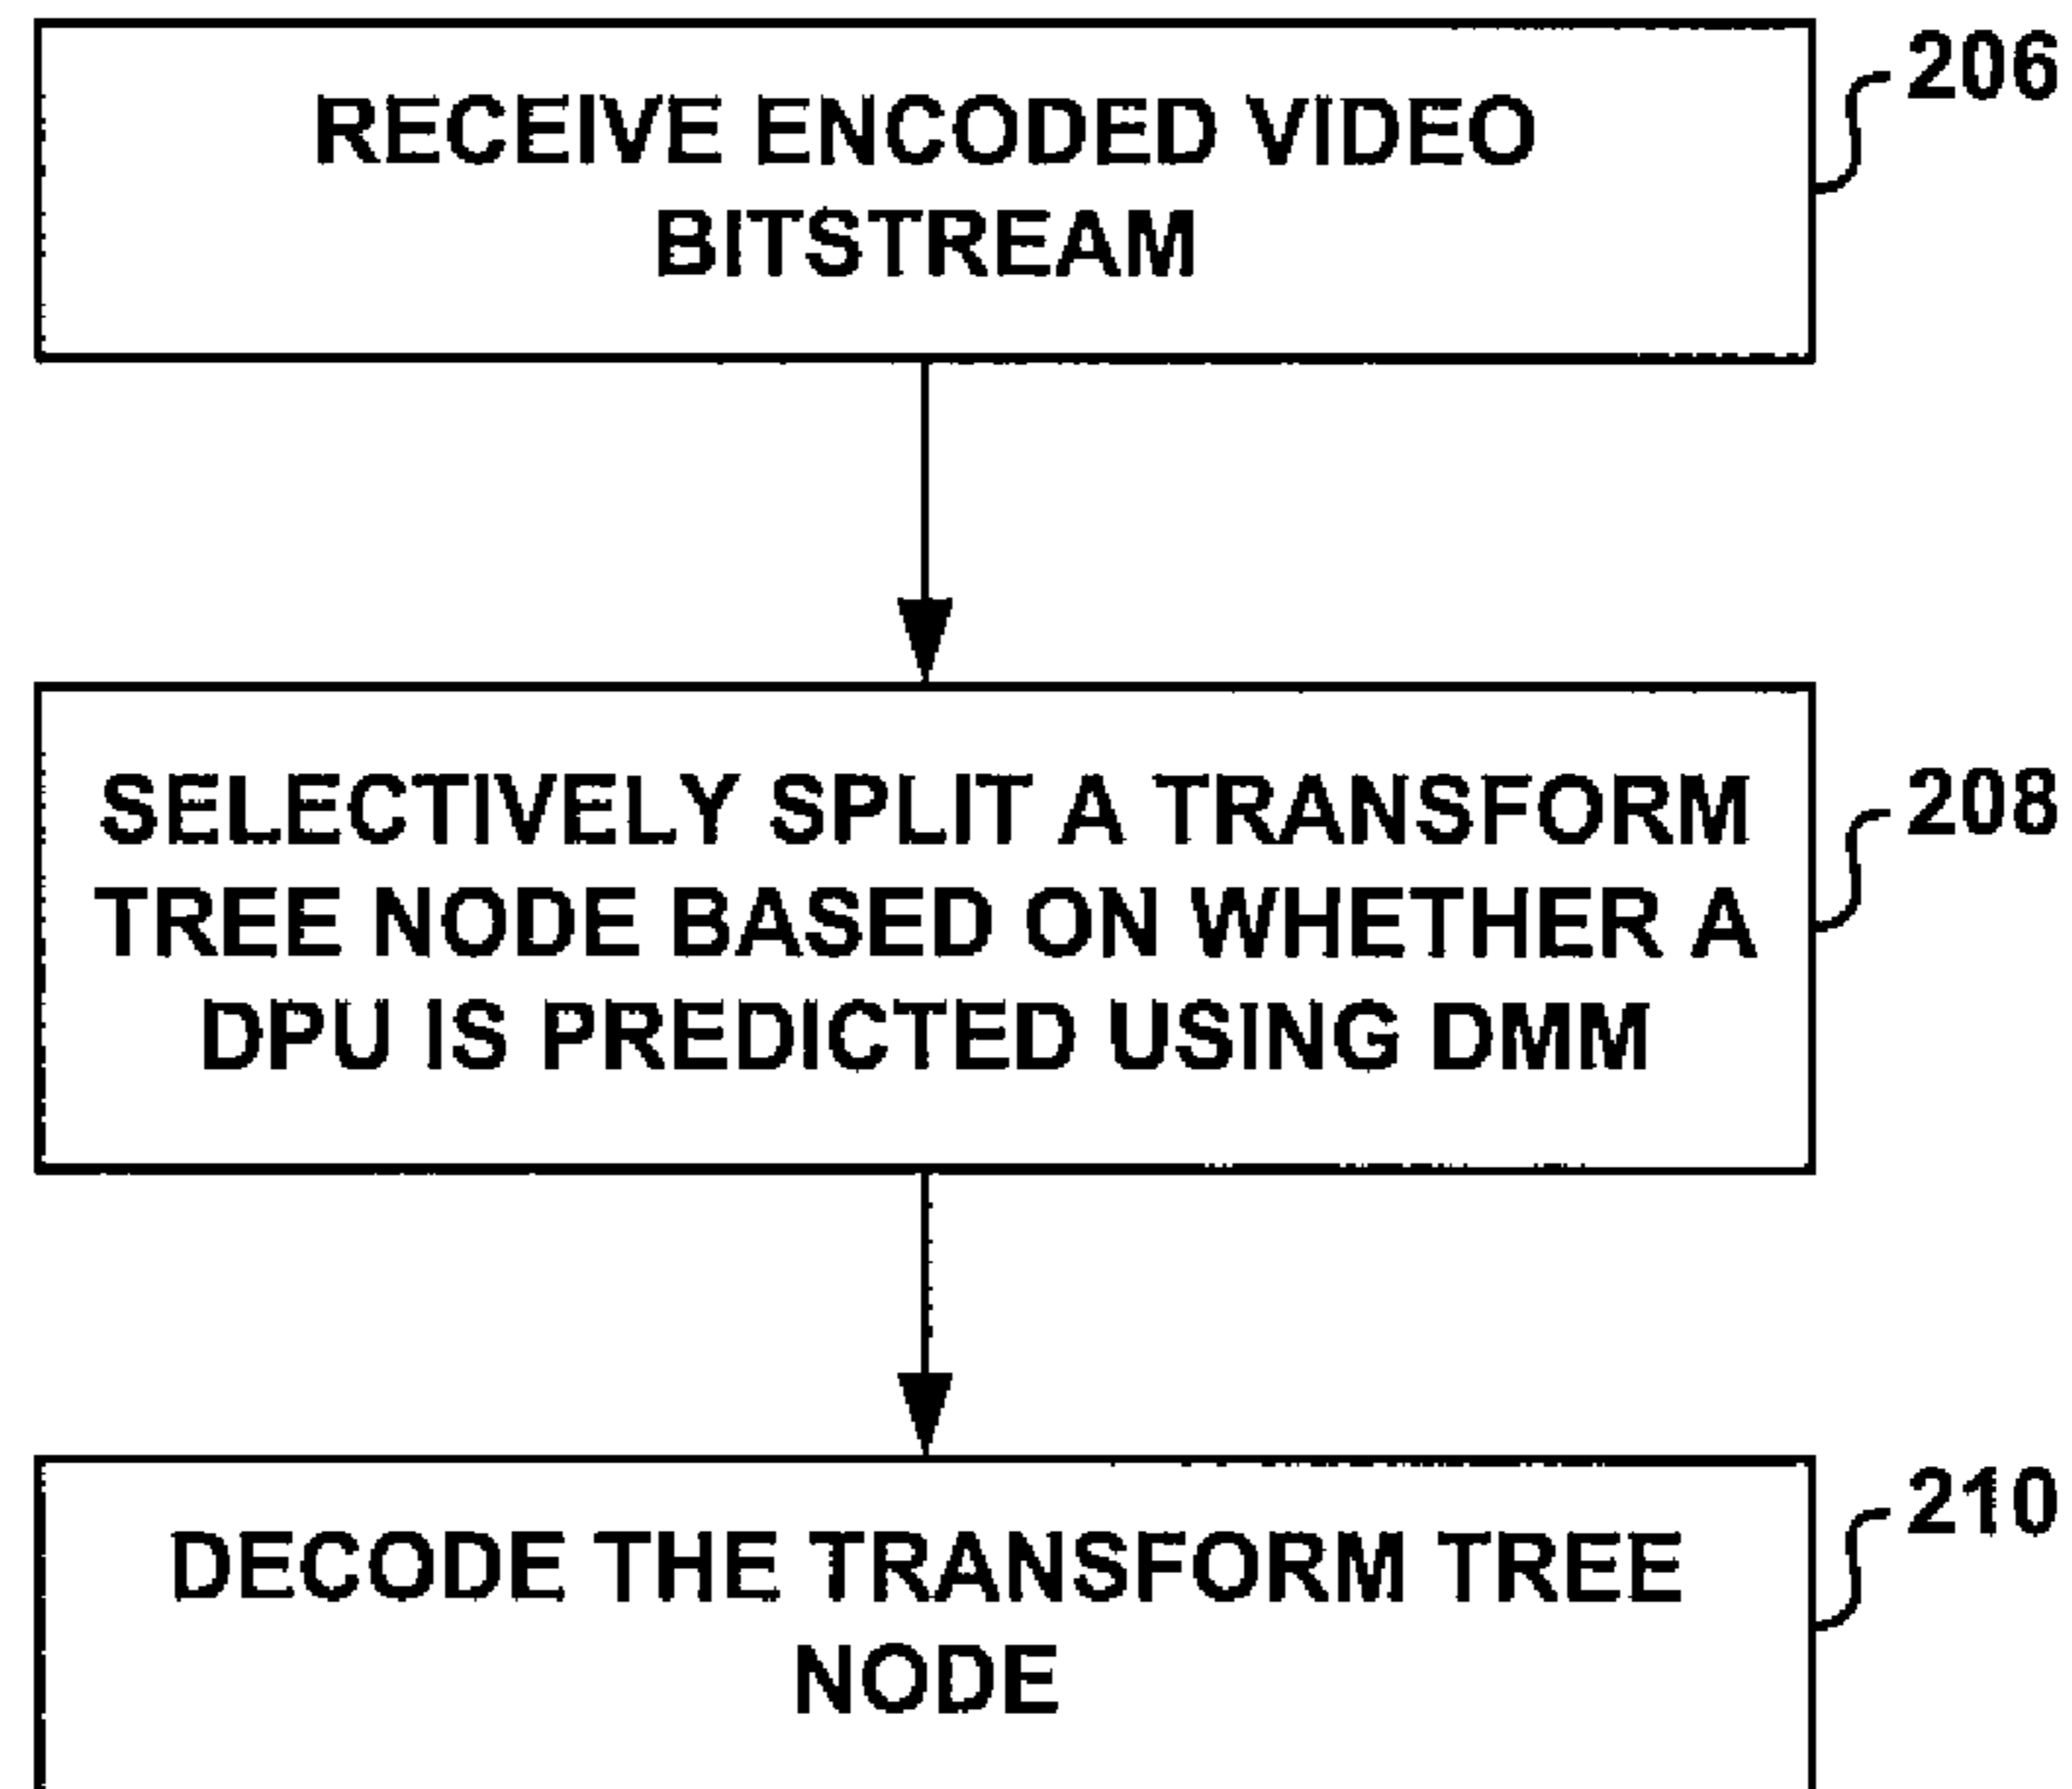 RECEIVE ENCODED VIDEO
BITSTREAM
206
SELECTIVELY SPLIT A TRANSFORM
TREE NODE BASED ON WHETHER A
DPU IS PREDICTED USING DMM
208
DECODE THE TRANSFORM TREE
NODE
210